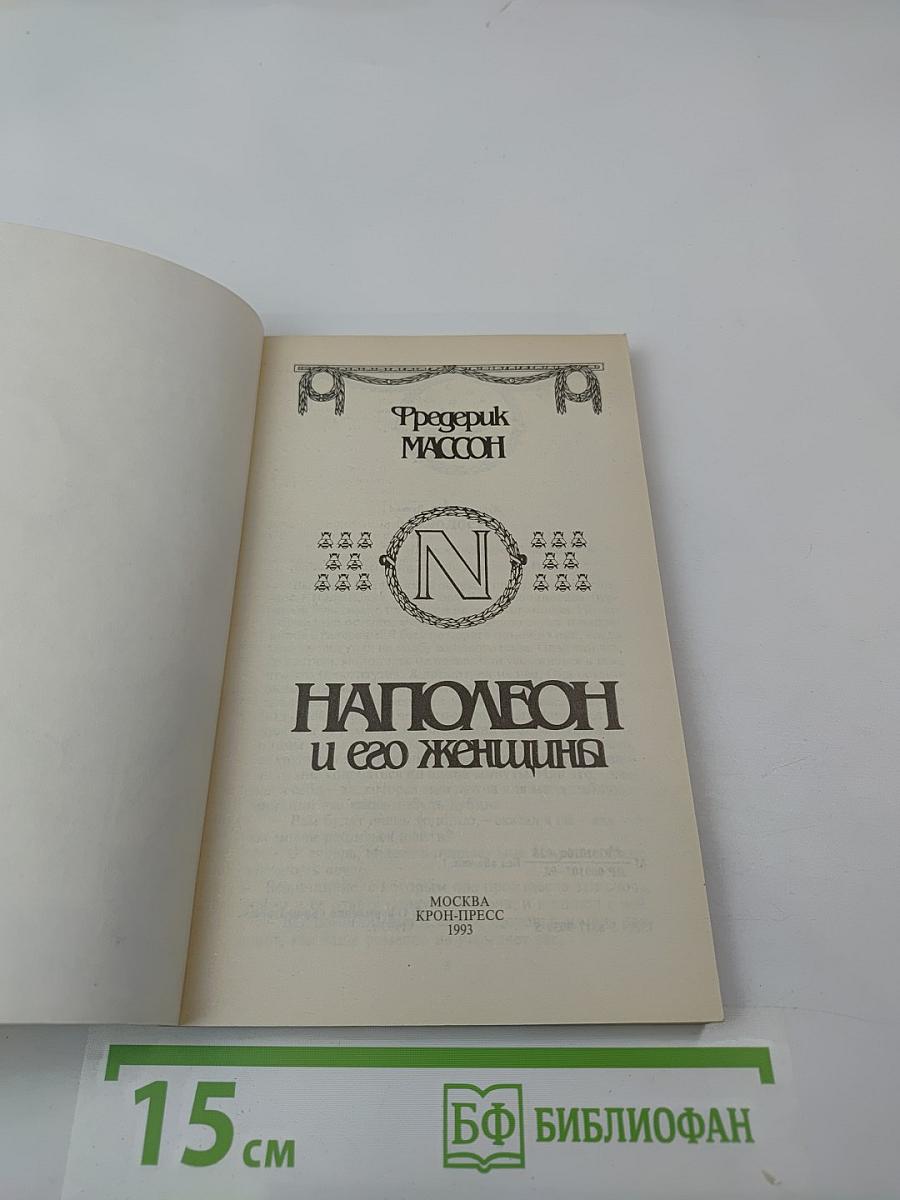 Фредерик
МАССОН
N
НАПОЛЕОН
и его женщины
МОСКВА
КРОН-ПРЕСС
1993
15 см
БФ БИБЛИОФАН